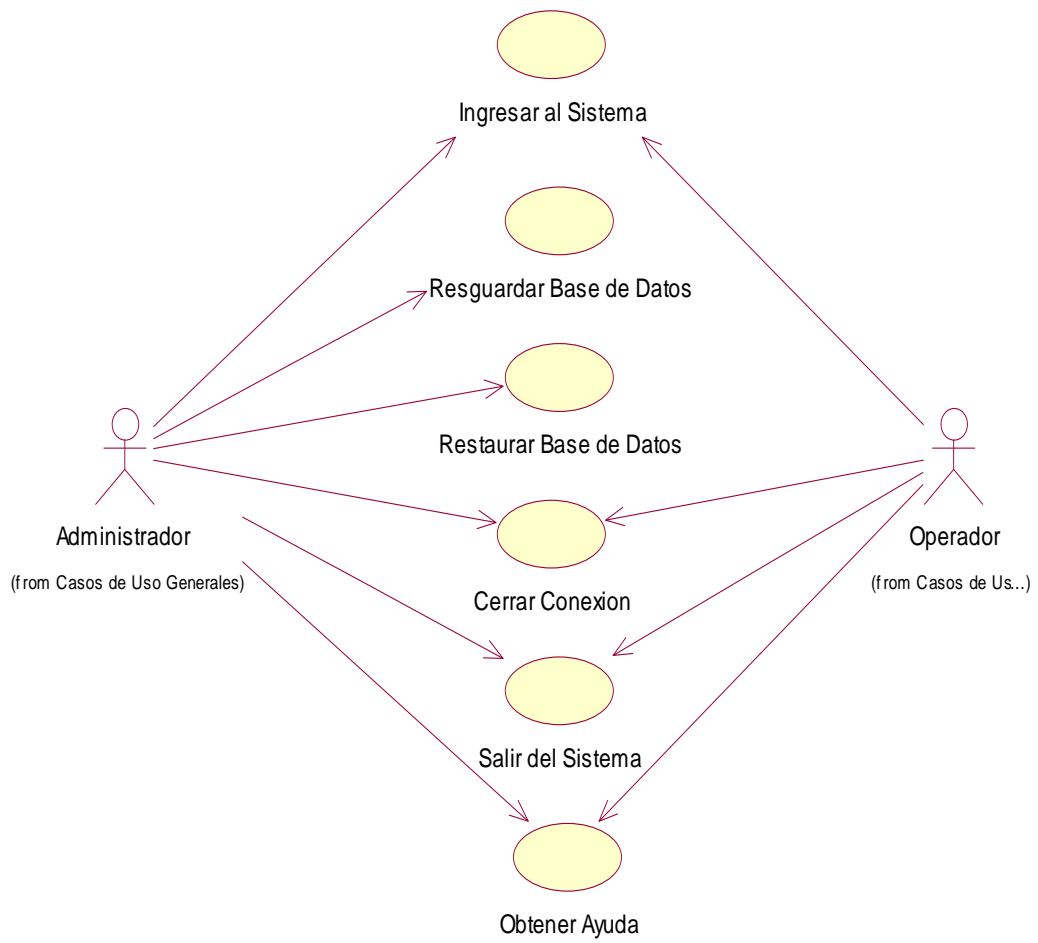 Ingresar al Sistema
Resguardar Base de Datos
Restaurar Base de Datos
Administrador
(from Casos de Uso Generales)
Operador
(from Casos de Us...)
Cerrar Conexion
Salir del Sistema
Obtener Ayuda